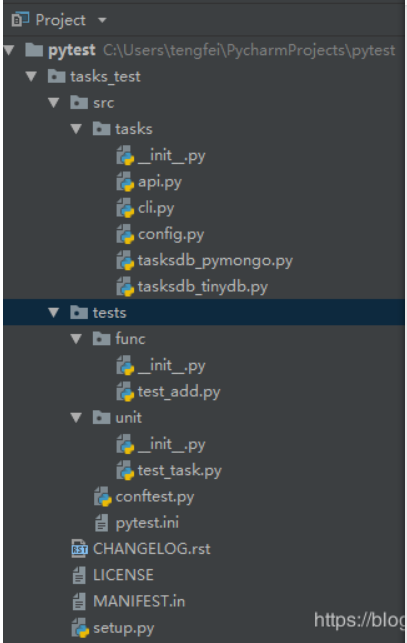 Project
pytest C:\Users\tengfei\PycharmProjects\pytest
tasks_test
src
tasks
__init__.py
api.py
cli.py
config.py
tasksdb_pymongo.py
tasksdb_tinydb.py
tests
func
__init__.py
test_add.py
unit
__init__.py
test_task.py
conftest.py
pytest.ini
RST CHANGELOG.rst
LICENSE
MANIFEST.in
setup.py
https://blog